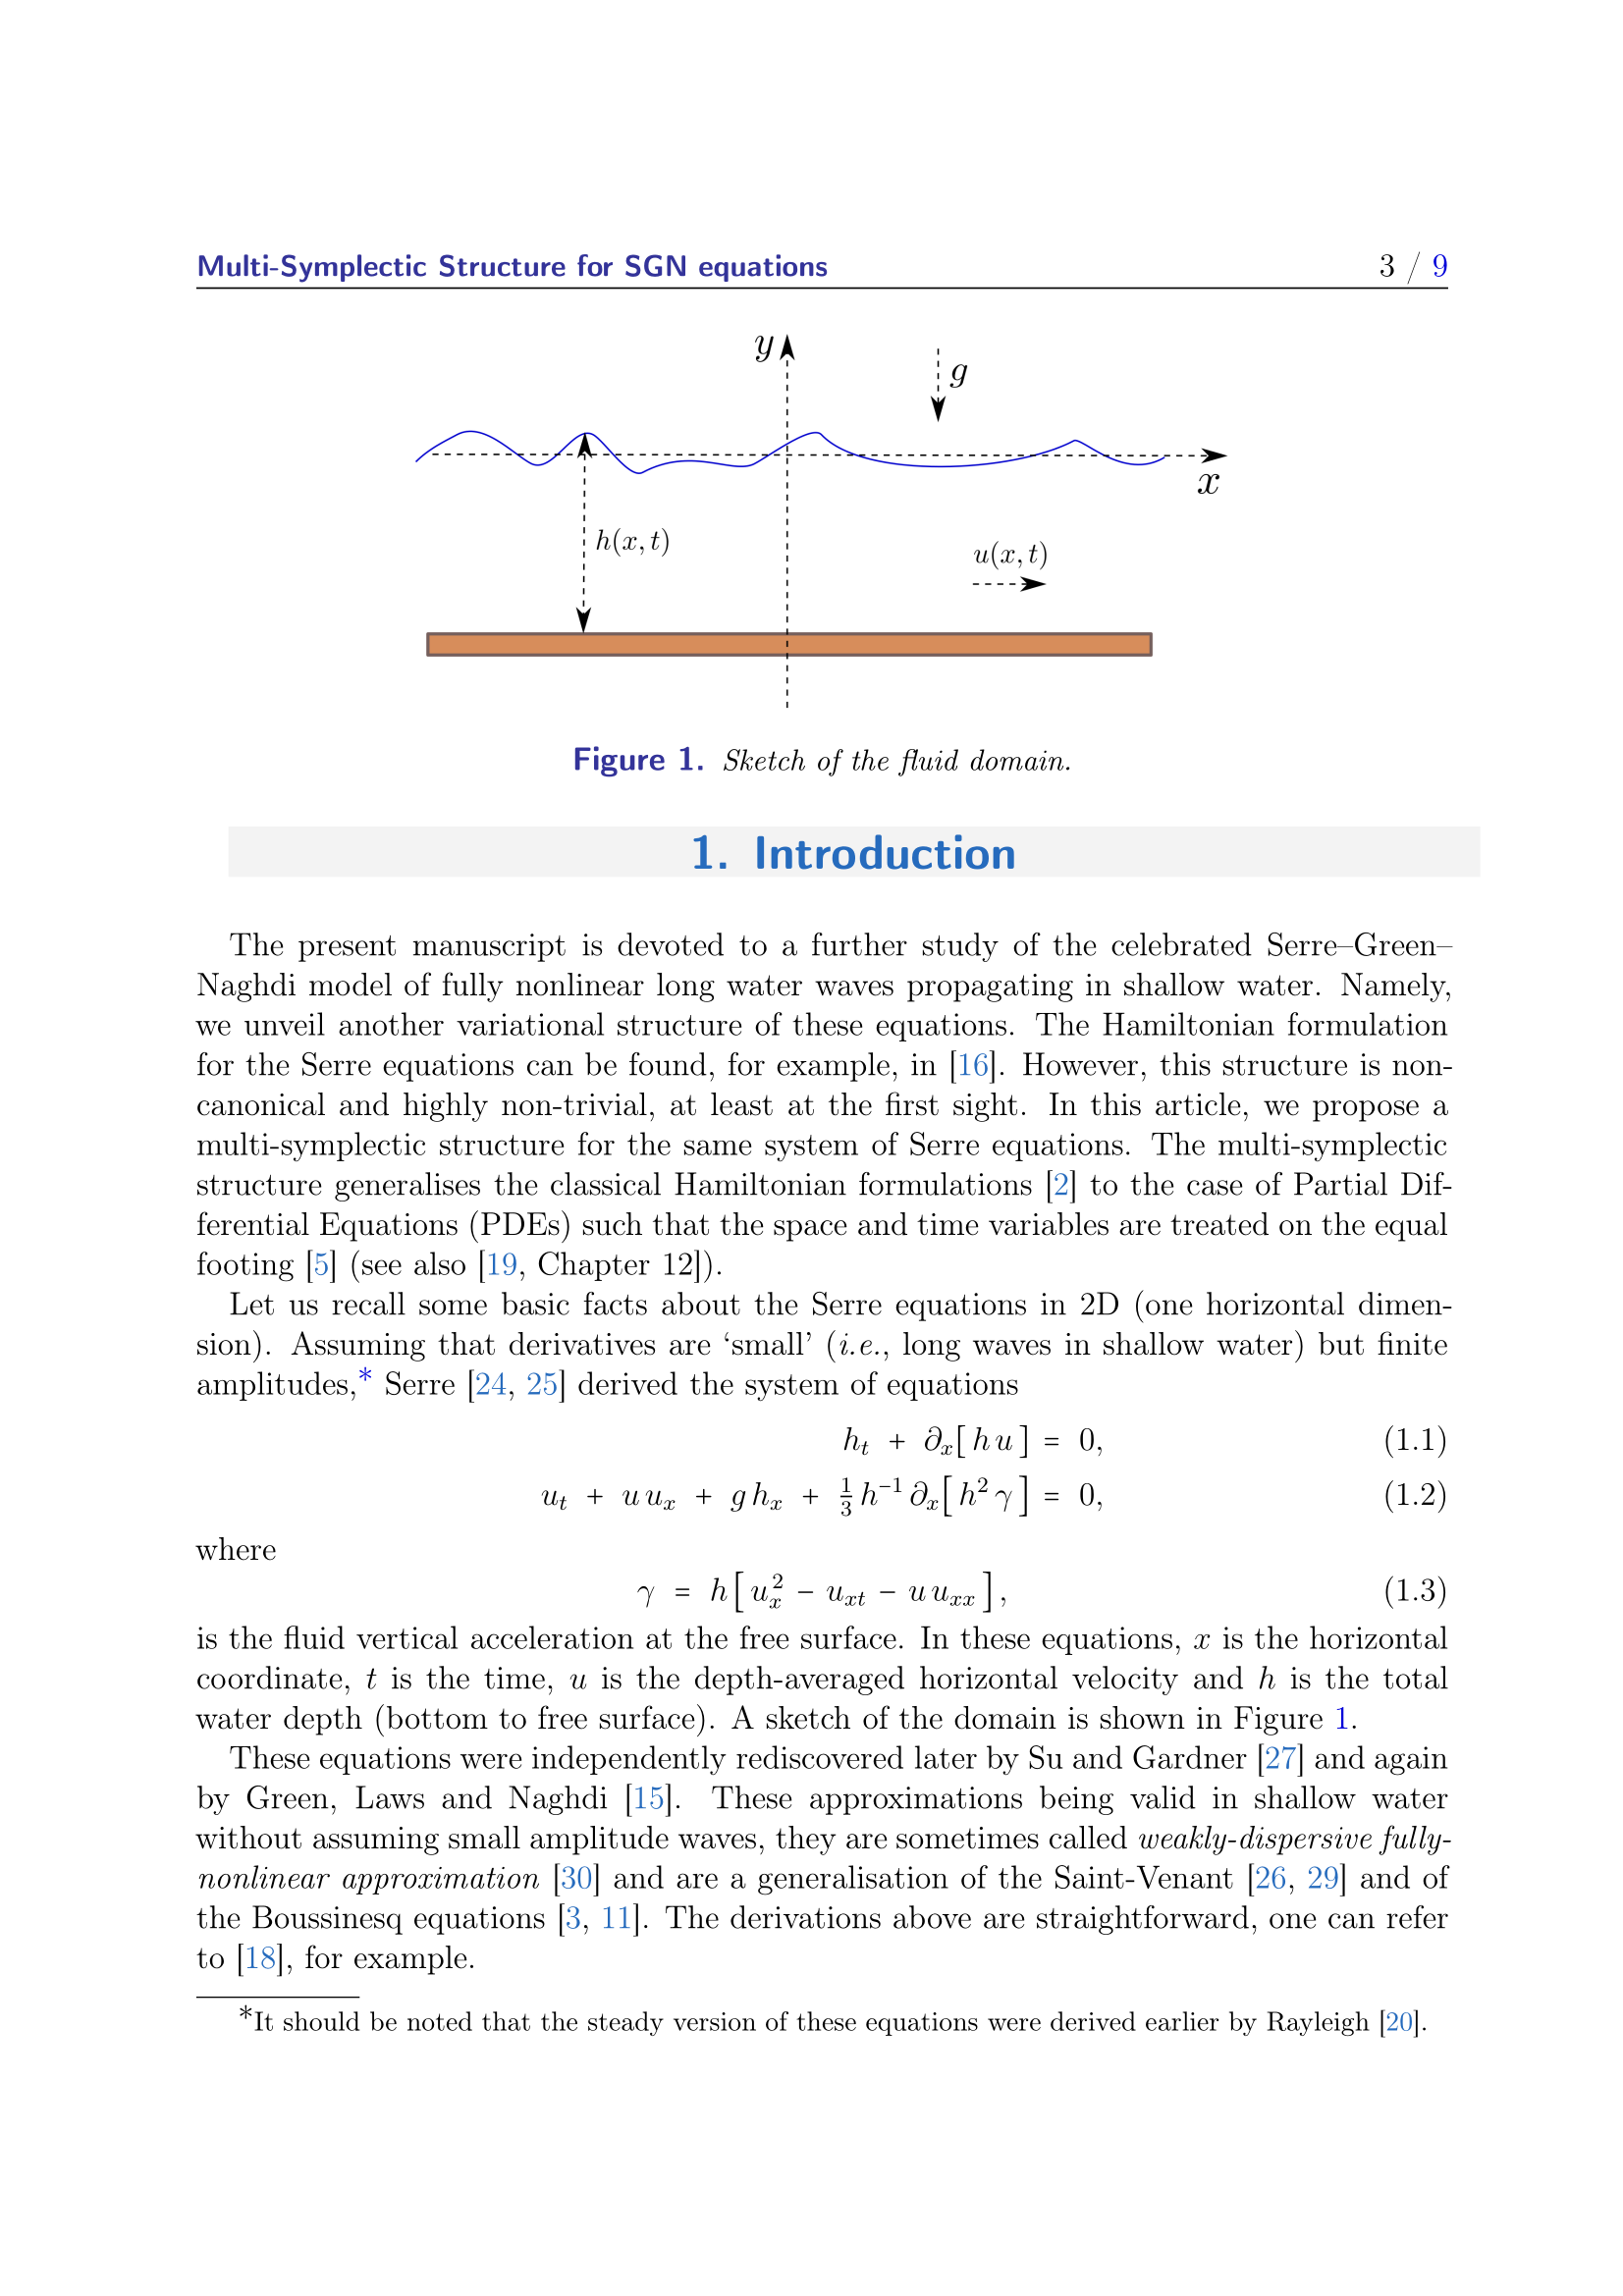 Multi-Symplectic Structure for SGN equations 3 / 9
y
g
x
h(x, t)
u(x, t)
Figure 1. Sketch of the fluid domain.
1. Introduction
The present manuscript is devoted to a further study of the celebrated Serre–Green–
Naghdi model of fully nonlinear long water waves propagating in shallow water. Namely,
we unveil another variational structure of these equations. The Hamiltonian formulation
for the Serre equations can be found, for example, in [16]. However, this structure is non-
canonical and highly non-trivial, at least at the first sight. In this article, we propose a
multi-symplectic structure for the same system of Serre equations. The multi-symplectic
structure generalises the classical Hamiltonian formulations [2] to the case of Partial Dif-
ferential Equations (PDEs) such that the space and time variables are treated on the equal
footing [5] (see also [19, Chapter 12]).
Let us recall some basic facts about the Serre equations in 2D (one horizontal dimen-
sion). Assuming that derivatives are ‘small’ (i.e., long waves in shallow water) but finite
amplitudes,* Serre [24, 25] derived the system of equations
h_t + ∂_x[ h u ] = 0, (1.1)
u_t + u u_x + g h_x + 1/3 h^{−1} ∂_x[ h^2 γ ] = 0, (1.2)
where
γ = h[ u_x^2 − u_{xt} − u u_{xx} ], (1.3)
is the fluid vertical acceleration at the free surface. In these equations, x is the horizontal
coordinate, t is the time, u is the depth-averaged horizontal velocity and h is the total
water depth (bottom to free surface). A sketch of the domain is shown in Figure 1.
These equations were independently rediscovered later by Su and Gardner [27] and again
by Green, Laws and Naghdi [15]. These approximations being valid in shallow water
without assuming small amplitude waves, they are sometimes called weakly-dispersive fully-
nonlinear approximation [30] and are a generalisation of the Saint-Venant [26, 29] and of
the Boussinesq equations [3, 11]. The derivations above are straightforward, one can refer
to [18], for example.
*It should be noted that the steady version of these equations were derived earlier by Rayleigh [20].